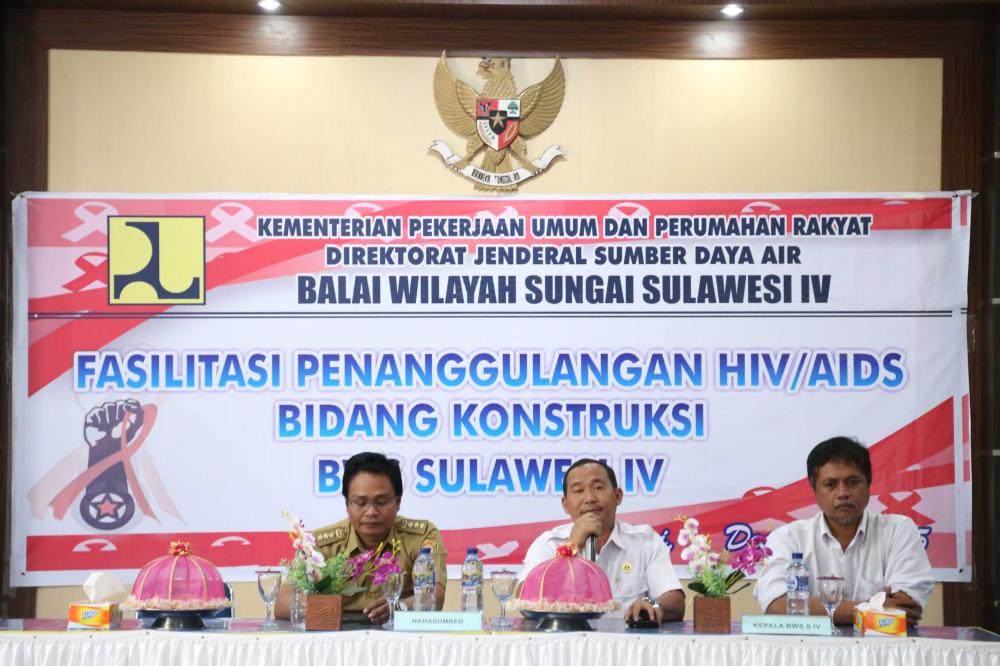 BHINNEKA TUNGGAL IKA
KEMENTERIAN PEKERJAAN UMUM DAN PERUMAHAN RAKYAT
DIREKTORAT JENDERAL SUMBER DAYA AIR
BALAI WILAYAH SUNGAI SULAWESI IV
FASILITASI PENANGGULANGAN HIV/AIDS
BIDANG KONSTRUKSI
SULAWESI IV
NARASUMBER
KEPALA BWS S IV